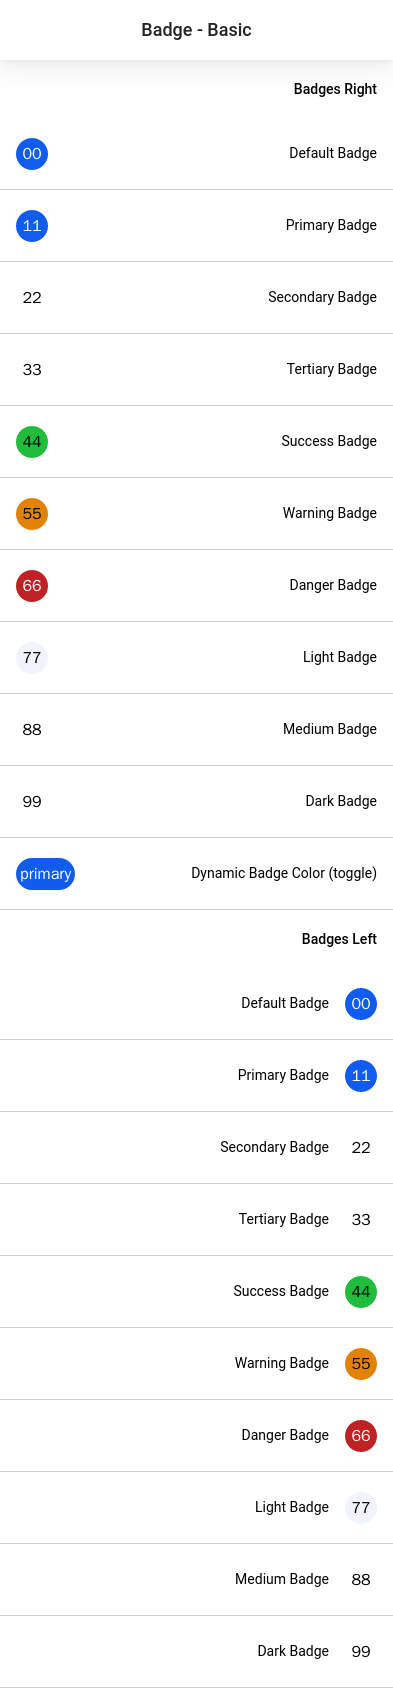 Badge - Basic
Badges Right
00 Default Badge
11 Primary Badge
22 Secondary Badge
33 Tertiary Badge
44 Success Badge
55 Warning Badge
66 Danger Badge
77 Light Badge
88 Medium Badge
99 Dark Badge
primary Dynamic Badge Color (toggle)
Badges Left
Default Badge 00
Primary Badge 11
Secondary Badge 22
Tertiary Badge 33
Success Badge 44
Warning Badge 55
Danger Badge 66
Light Badge 77
Medium Badge 88
Dark Badge 99